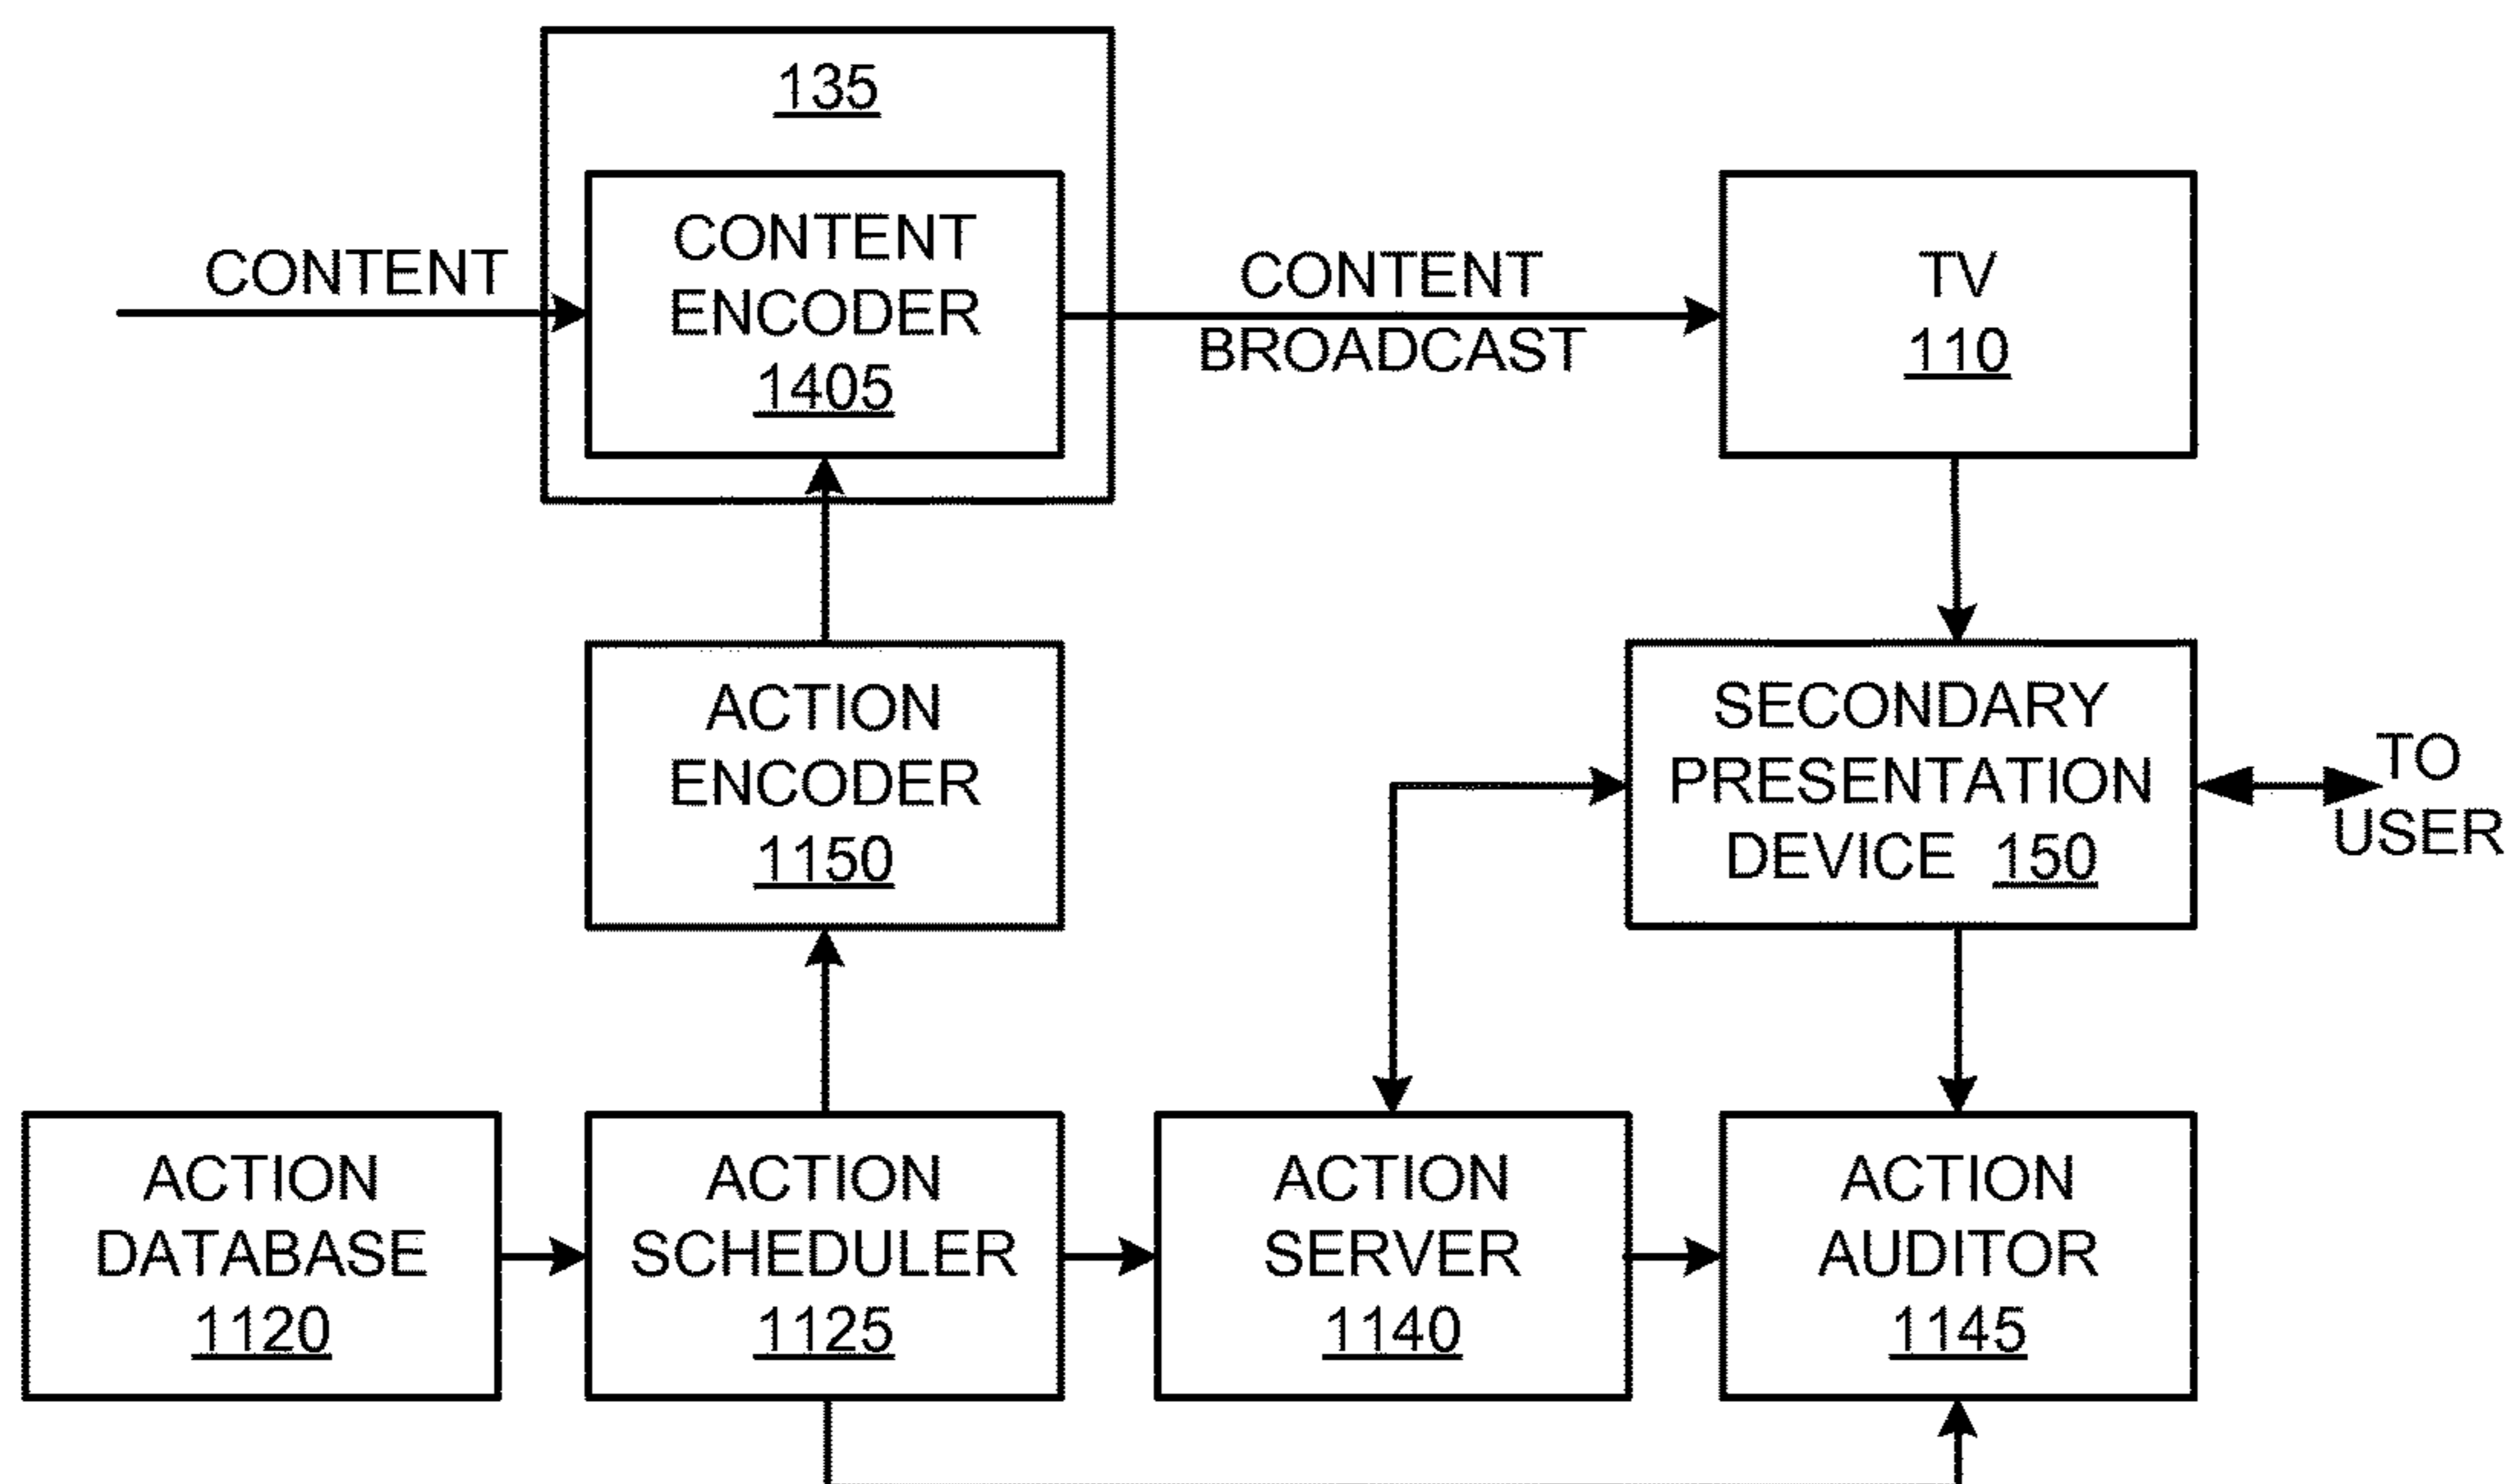 135
CONTENT
CONTENT
ENCODER
1405
CONTENT
BROADCAST
TV
110
ACTION
ENCODER
1150
SECONDARY
PRESENTATION
DEVICE 150
TO
USER
ACTION
DATABASE
1120
ACTION
SCHEDULER
1125
ACTION
SERVER
1140
ACTION
AUDITOR
1145